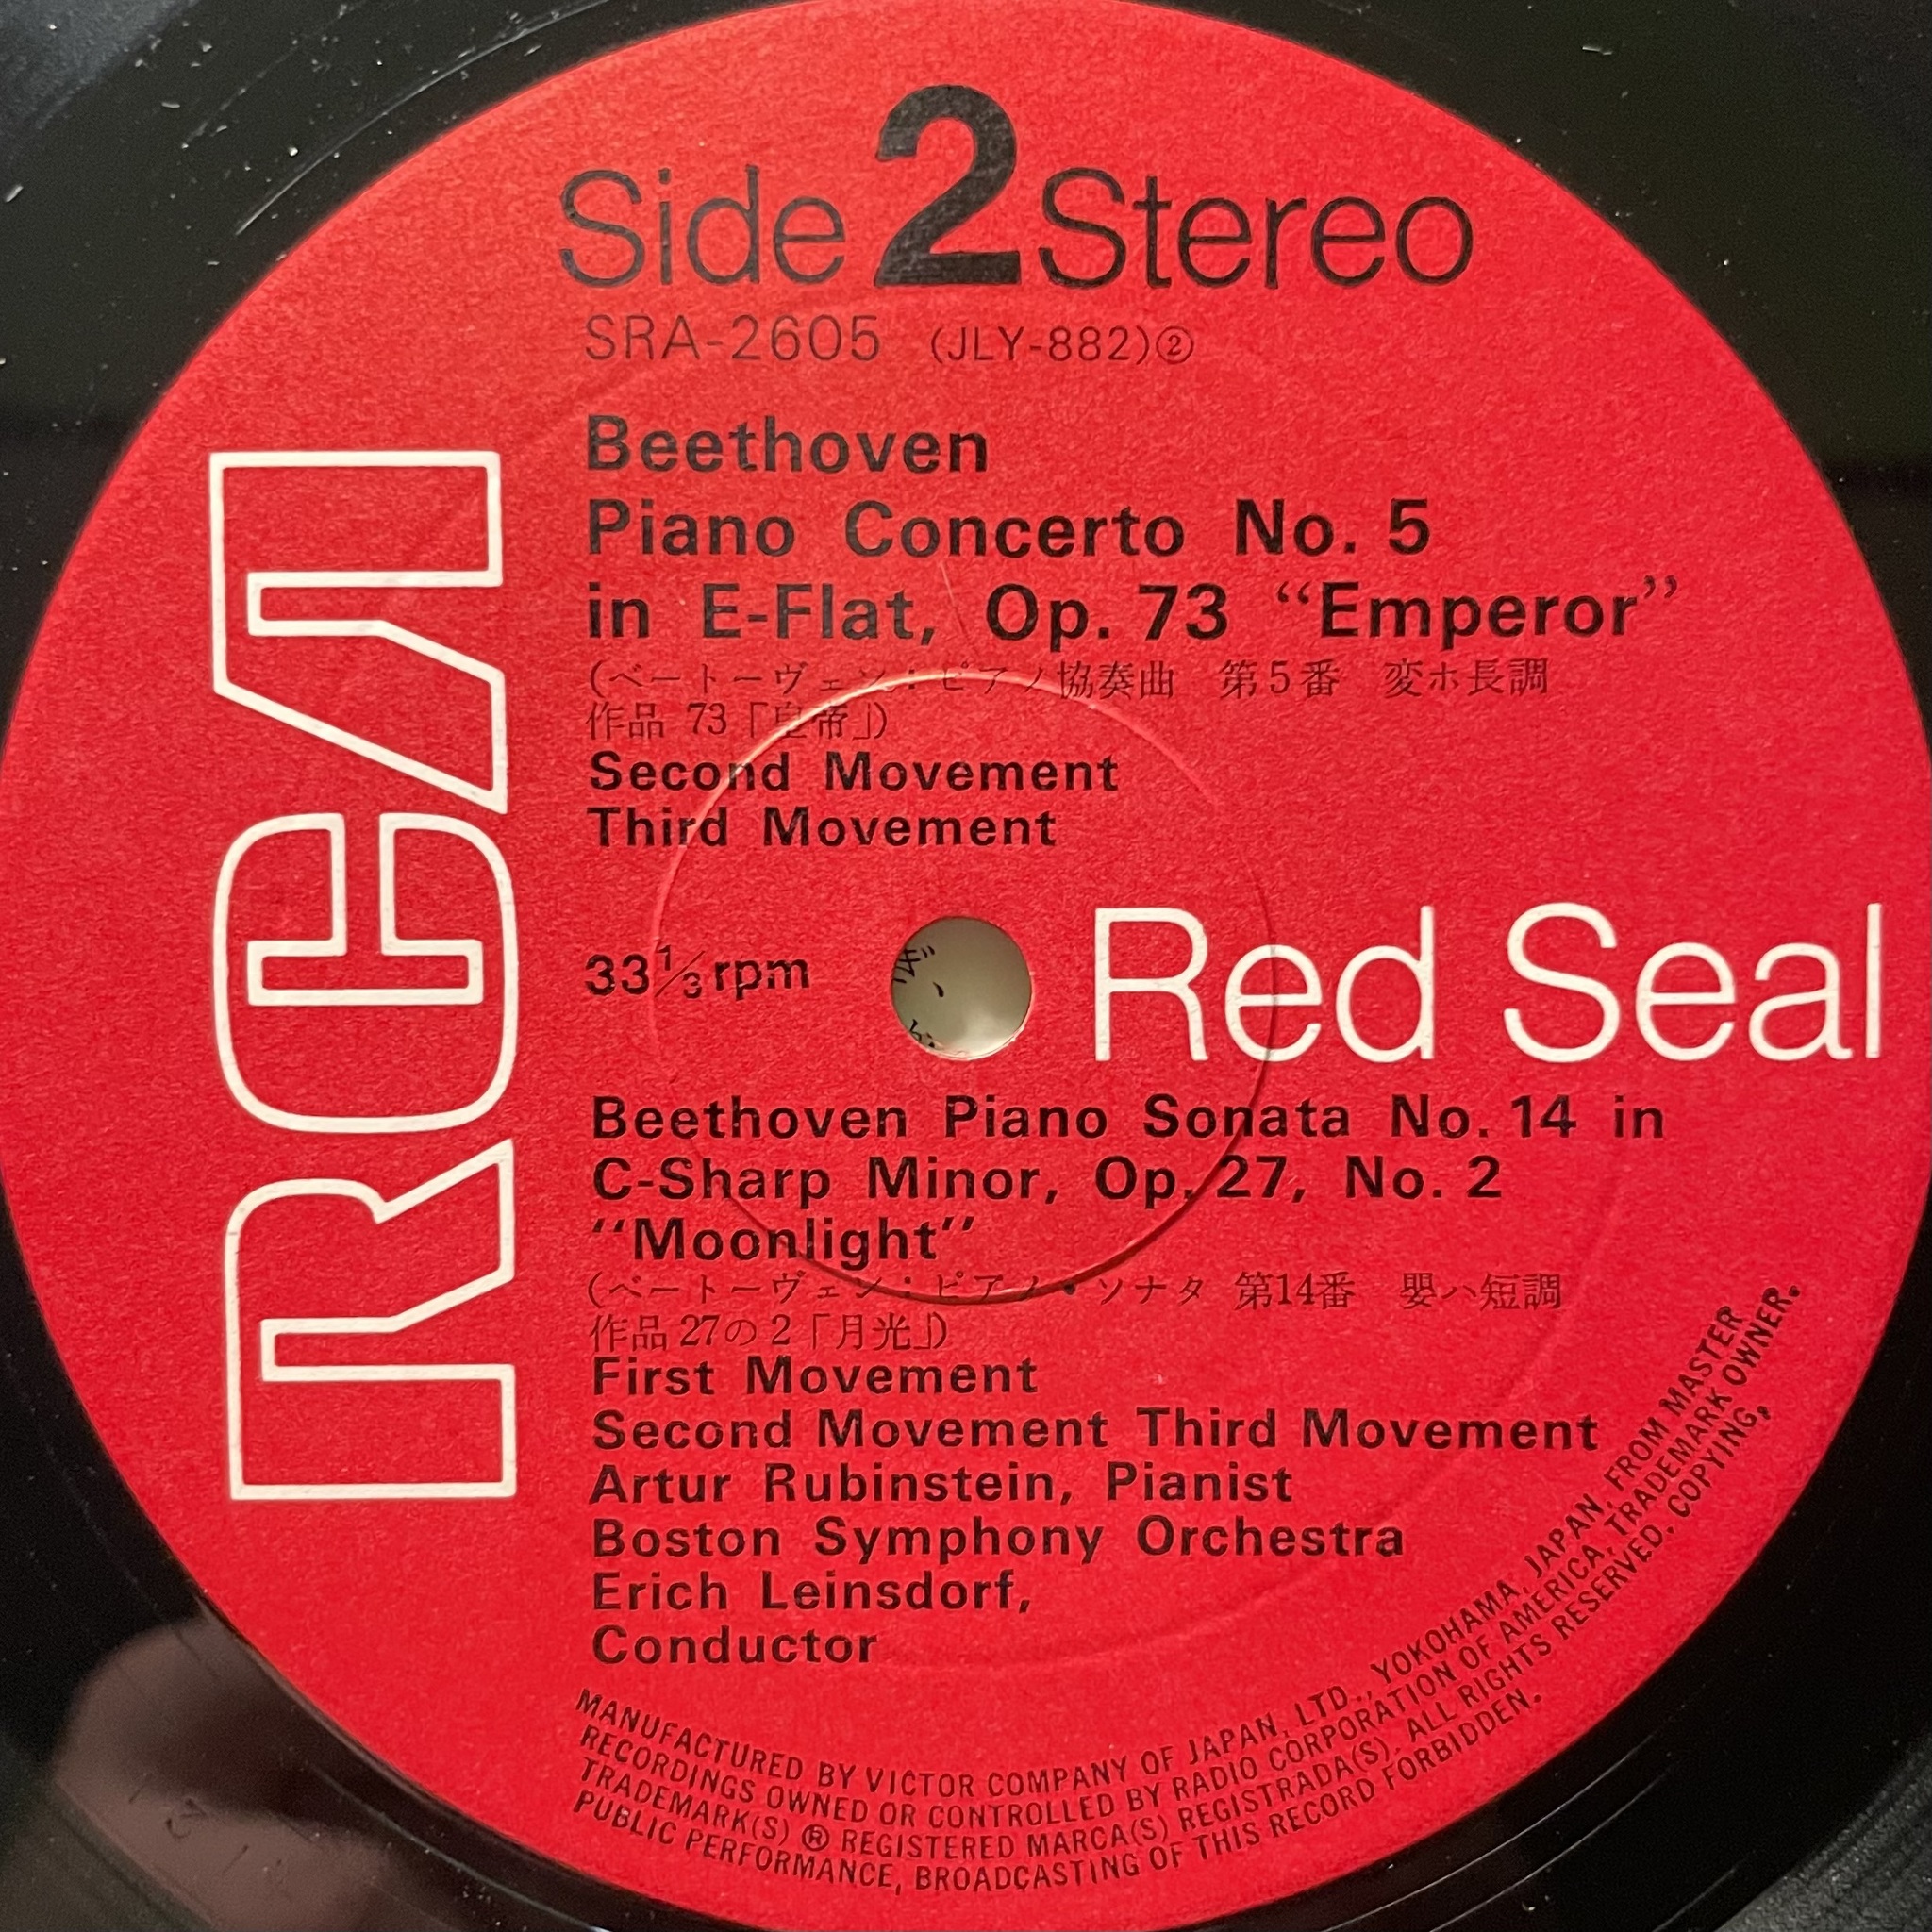 Side 2 Stereo
SRA-2605 (JLY-882)②
Beethoven
Piano Concerto No. 5
in E-Flat, Op. 73 “Emperor”
(ベートーヴェン：ピアノ協奏曲 第5番 変ホ長調
作品 73「皇帝」)
Second Movement
Third Movement
33⅓ rpm
Red Seal
RCA
Beethoven Piano Sonata No. 14 in
C-Sharp Minor, Op. 27, No. 2
“Moonlight”
(ベートーヴェン：ピアノ・ソナタ 第14番 嬰ハ短調
作品 27の2「月光」)
First Movement
Second Movement Third Movement
Artur Rubinstein, Pianist
Boston Symphony Orchestra
Erich Leinsdorf,
Conductor
MANUFACTURED BY VICTOR COMPANY OF JAPAN, LTD., YOKOHAMA, JAPAN, FROM MASTER
RECORDINGS OWNED OR CONTROLLED BY RADIO CORPORATION OF AMERICA, TRADEMARK OWNER.
TRADEMARK(S) ® REGISTERED MARCA(S) REGISTRADA(S). ALL RIGHTS RESERVED. COPYING,
PUBLIC PERFORMANCE, BROADCASTING OF THIS RECORD FORBIDDEN.